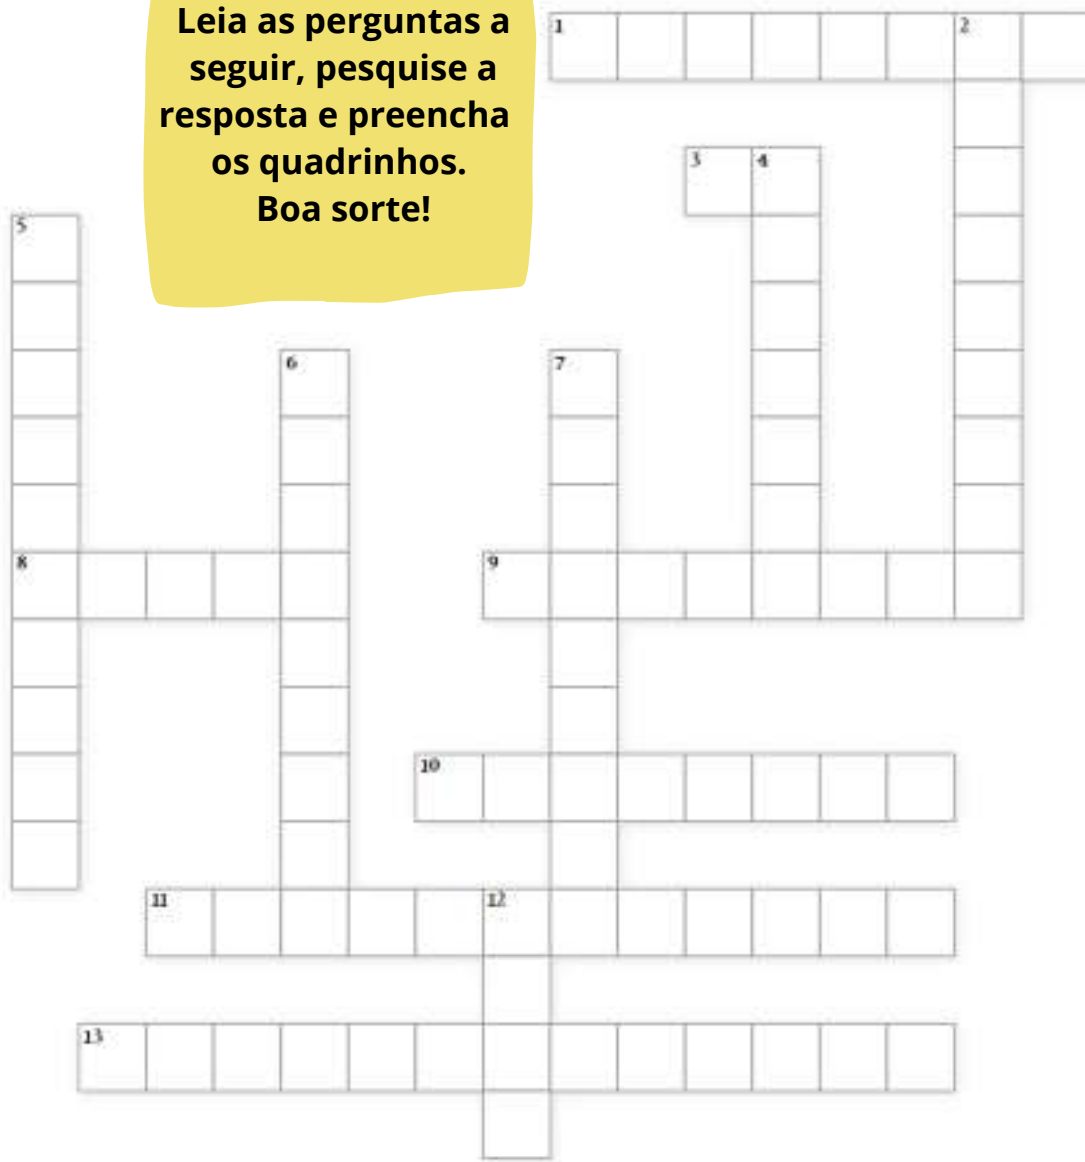 Leia as perguntas a
seguir, pesquise a
resposta e preencha
os quadrinhos.
Boa sorte!
1
2
3
4
5
6
7
8
9
10
11
12
13